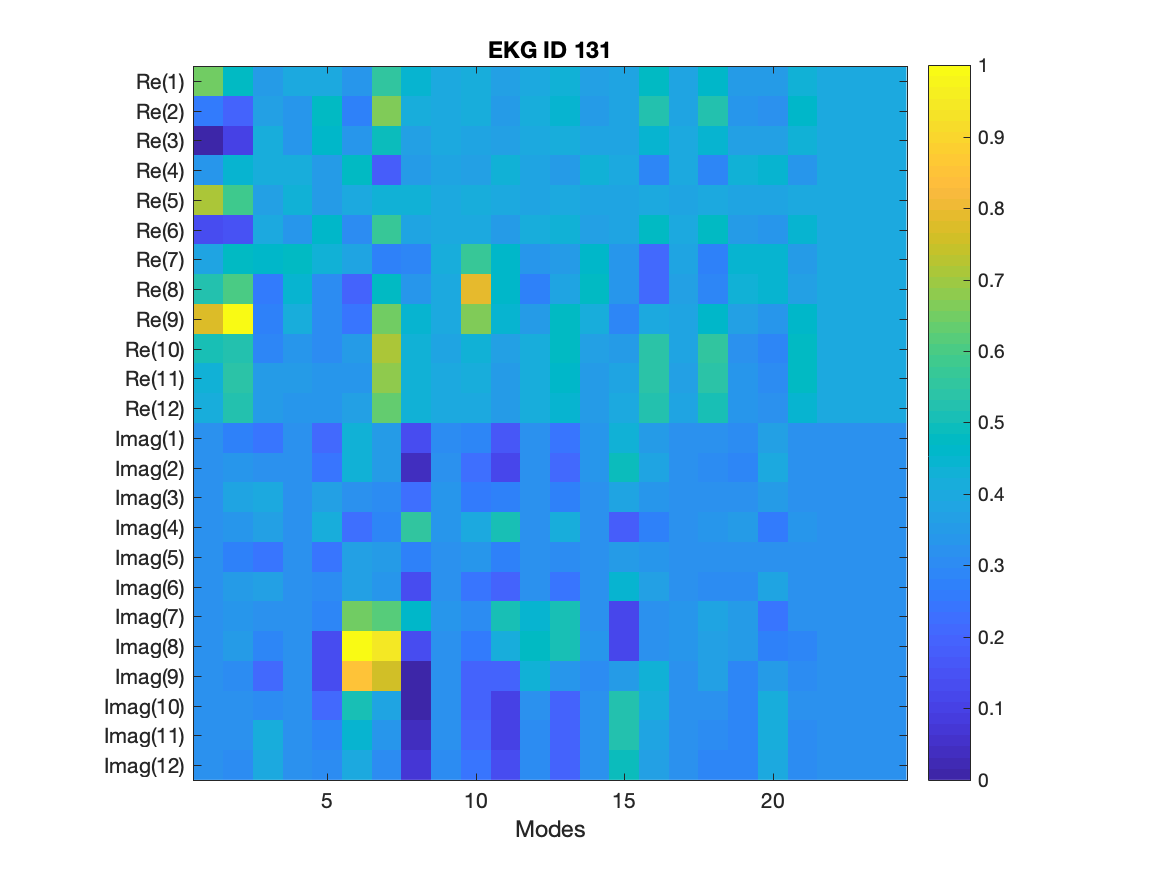 EKG ID 131
Re(1)
Re(2)
Re(3)
Re(4)
Re(5)
Re(6)
Re(7)
Re(8)
Re(9)
Re(10)
Re(11)
Re(12)
Imag(1)
Imag(2)
Imag(3)
Imag(4)
Imag(5)
Imag(6)
Imag(7)
Imag(8)
Imag(9)
Imag(10)
Imag(11)
Imag(12)
5 10 15 20
Modes
1
0.9
0.8
0.7
0.6
0.5
0.4
0.3
0.2
0.1
0